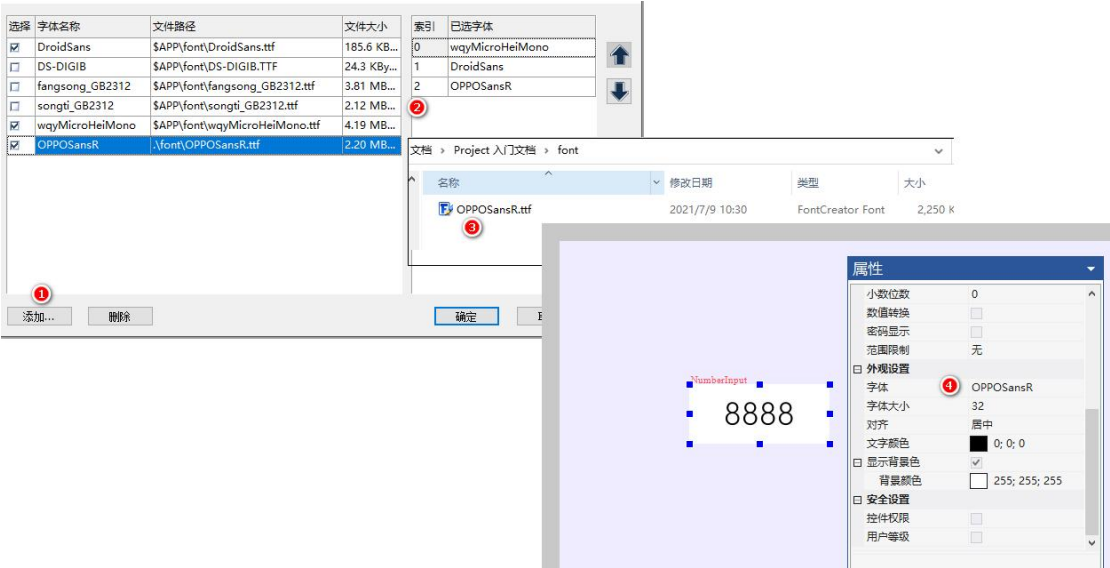 选择 字体名称 文件路径 文件大小
DroidSans $APP\font\DroidSans.ttf 185.6 KB...
DS-DIGIB $APP\font\DS-DIGIB.TTF 24.3 KBy...
fangsong_GB2312 $APP\font\fangsong_GB2312.ttf 3.81 MB...
songti_GB2312 $APP\font\songti_GB2312.ttf 2.12 MB...
wqyMicroHeiMono $APP\font\wqyMicroHeiMono.ttf 4.19 MB...
OPPOSansR .\font\OPPOSansR.ttf 2.20 MB...
索引 已选字体
0 wqyMicroHeiMono
1 DroidSans
2 OPPOSansR
2
1
添加... 删除 确定
文档 › Project 入门文档 › font
名称 修改日期 类型 大小
OPPOSansR.ttf 2021/7/9 10:30 FontCreator Font 2,250 K
3
NumberInput
8888
属性
小数位数 0
数值转换
密码显示
范围限制 无
外观设置
字体 4 OPPOSansR
字体大小 32
对齐 居中
文字颜色 0; 0; 0
显示背景色
背景颜色 255; 255; 255
安全设置
控件权限
用户等级